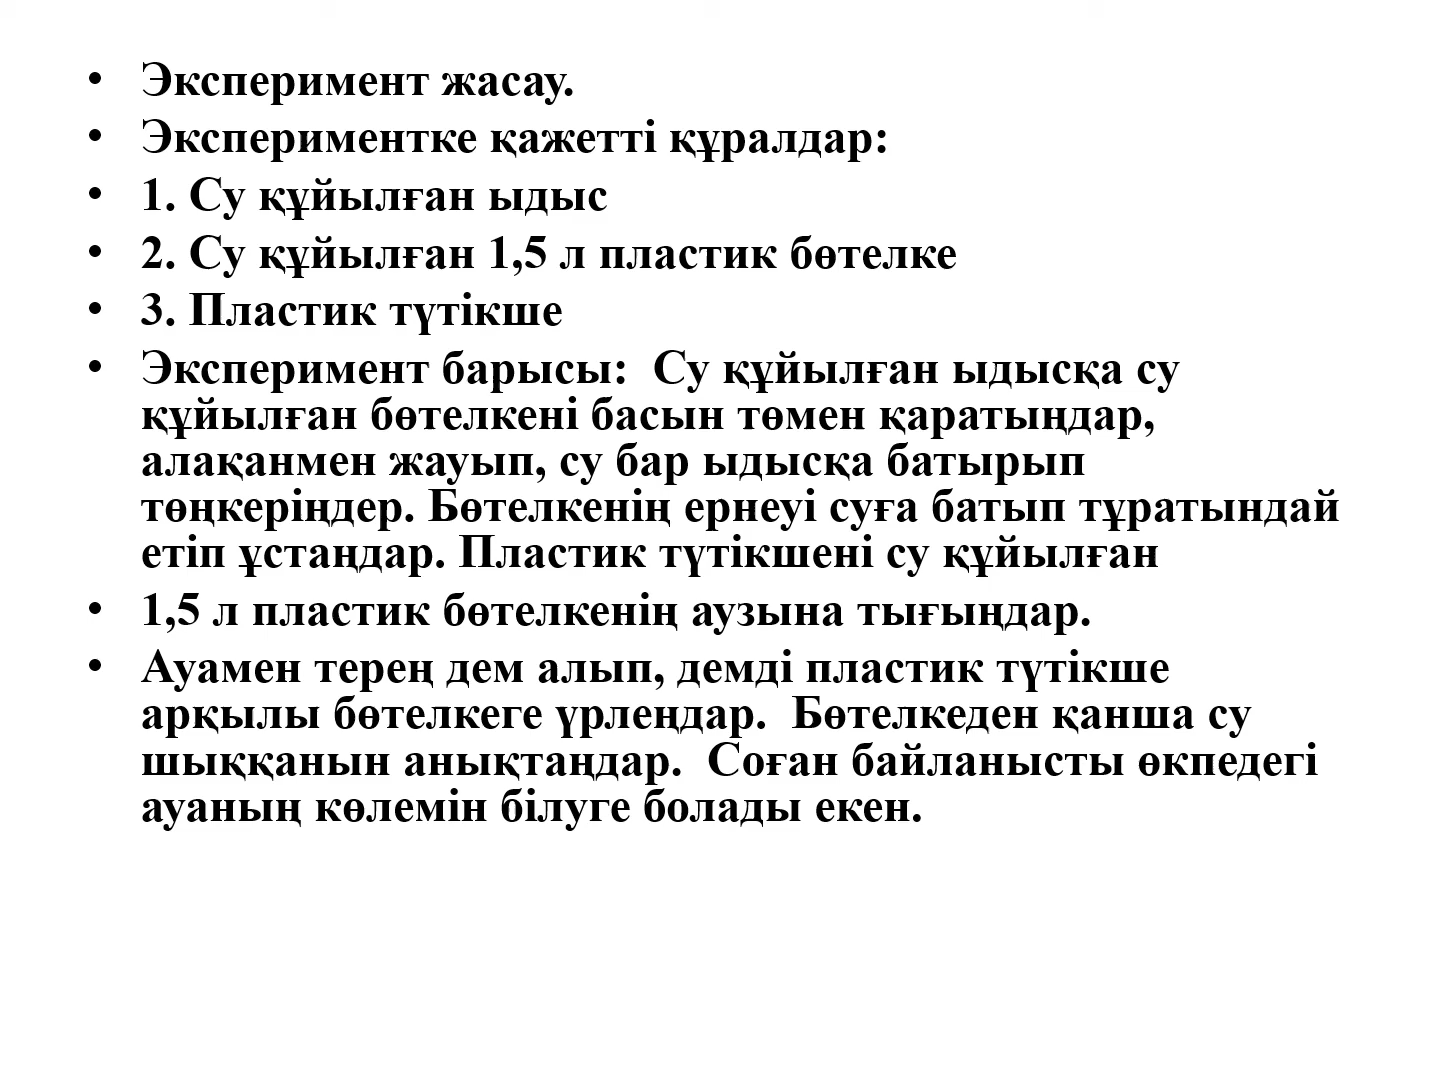 • Эксперимент жасау.
• Экспериментке қажетті құралдар:
• 1. Су құйылған ыдыс
• 2. Су құйылған 1,5 л пластик бөтелке
• 3. Пластик түтікше
• Эксперимент барысы:  Су құйылған ыдысқа су
құйылған бөтелкені басын төмен қаратыңдар,
алақанмен жауып, су бар ыдысқа батырып
төңкеріңдер. Бөтелкенің ернеуі суға батып тұратындай
етіп ұстаңдар. Пластик түтікшені су құйылған
• 1,5 л пластик бөтелкенің аузына тығыңдар.
• Ауамен терең дем алып, демді пластик түтікше
арқылы бөтелкеге үрлеңдар.  Бөтелкеден қанша су
шыққанын анықтаңдар.  Соған байланысты өкпедегі
ауаның көлемін білуге болады екен.